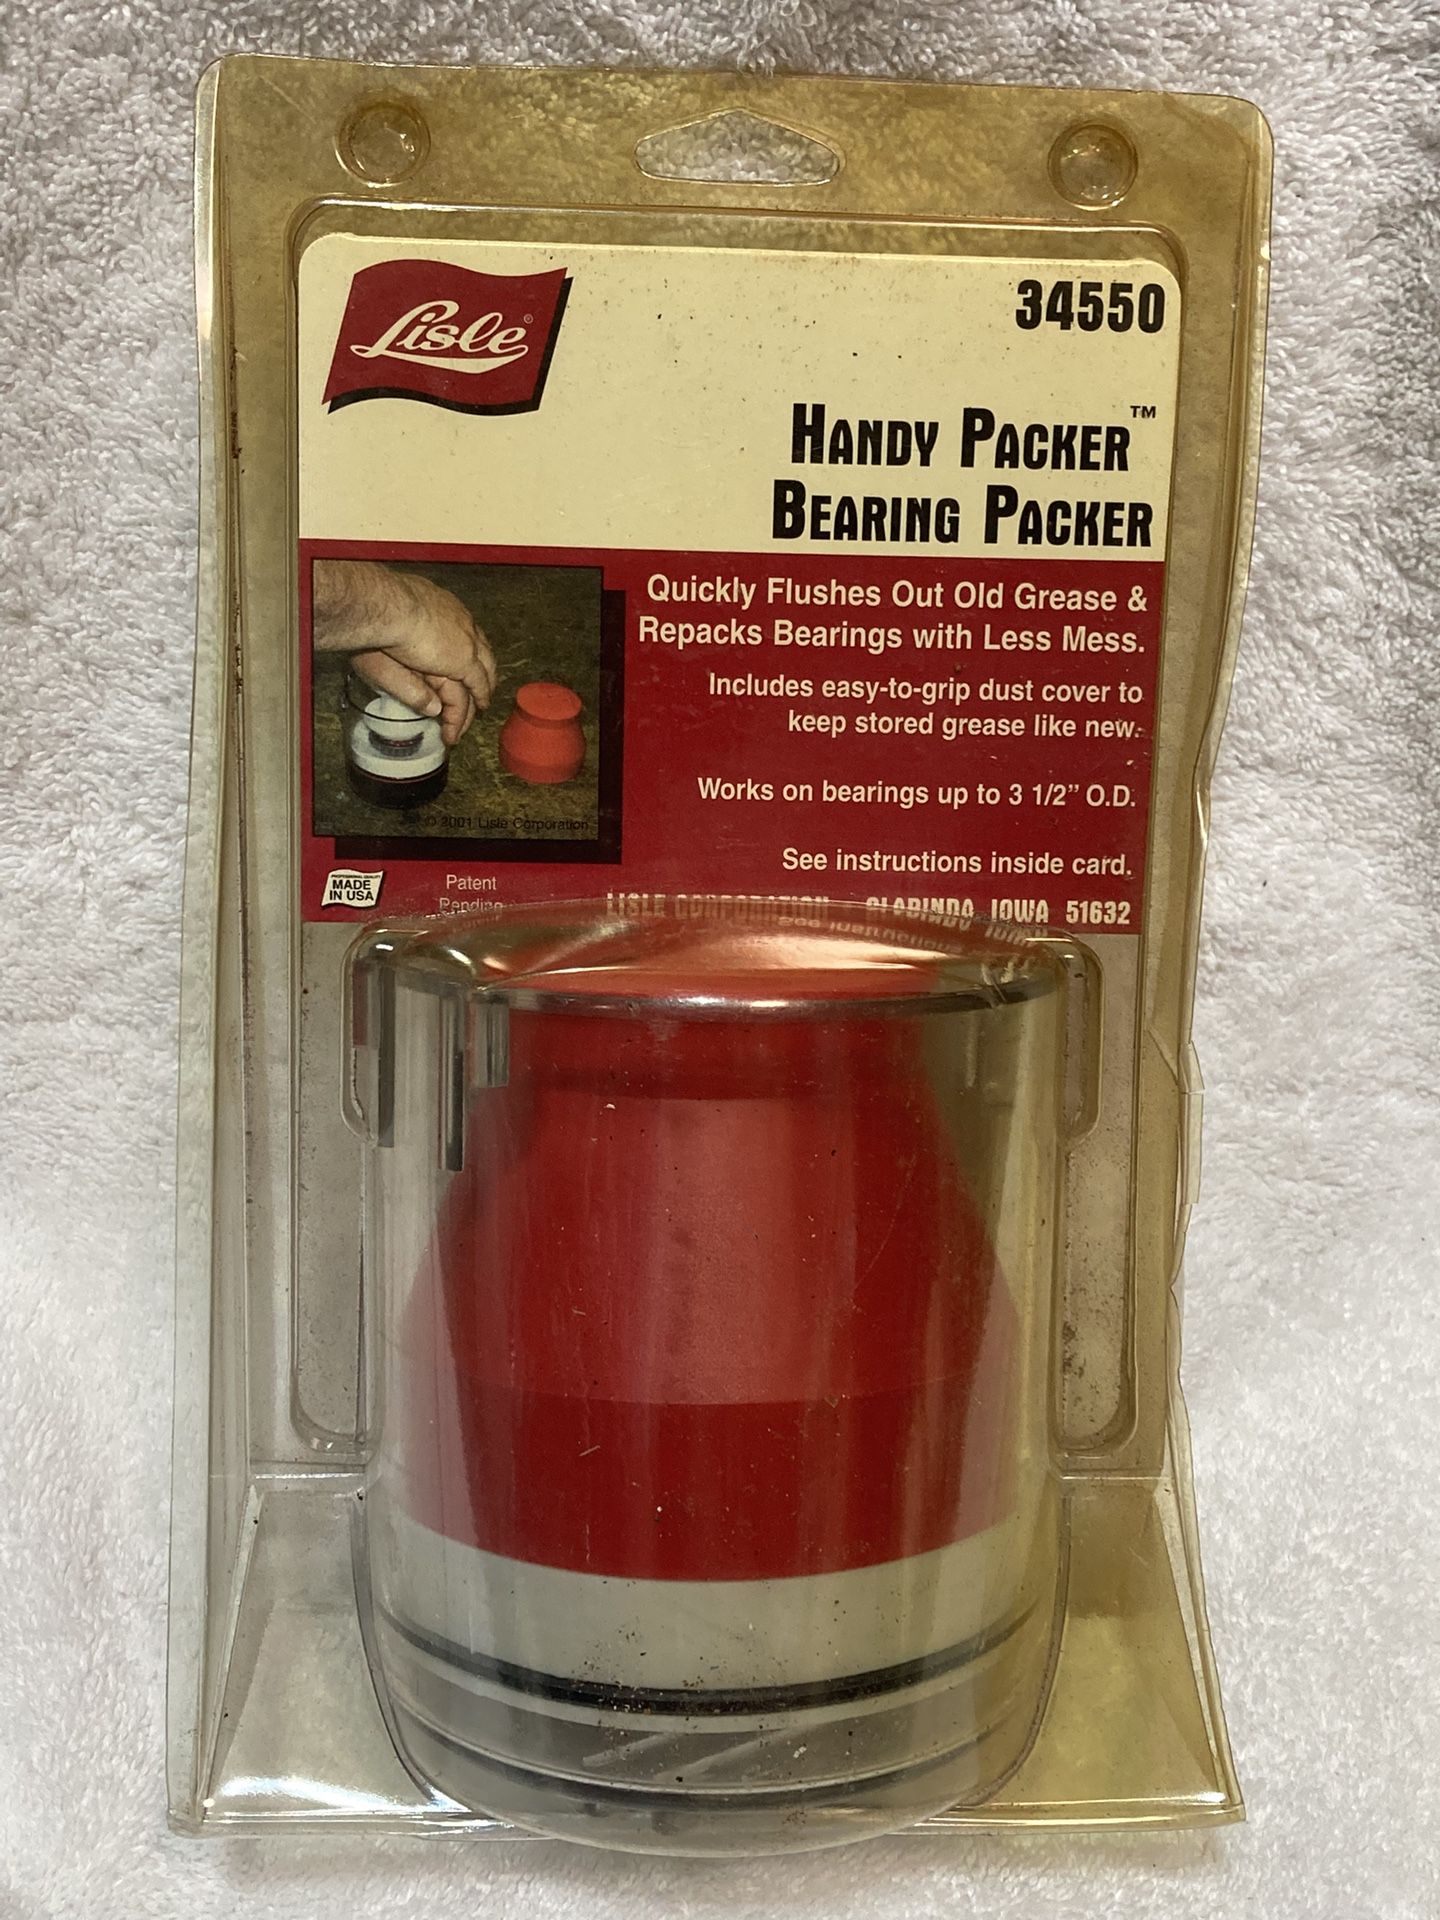 Lisle®
34550
HANDY PACKER™
BEARING PACKER
Quickly Flushes Out Old Grease &
Repacks Bearings with Less Mess.
Includes easy-to-grip dust cover to
keep stored grease like new.
Works on bearings up to 3 1/2” O.D.
© 2001 Lisle Corporation
See instructions inside card.
PROFESSIONAL QUALITY
MADE
IN USA
Patent
Pending
LISLE CORPORATION • CLARINDA IOWA 51632